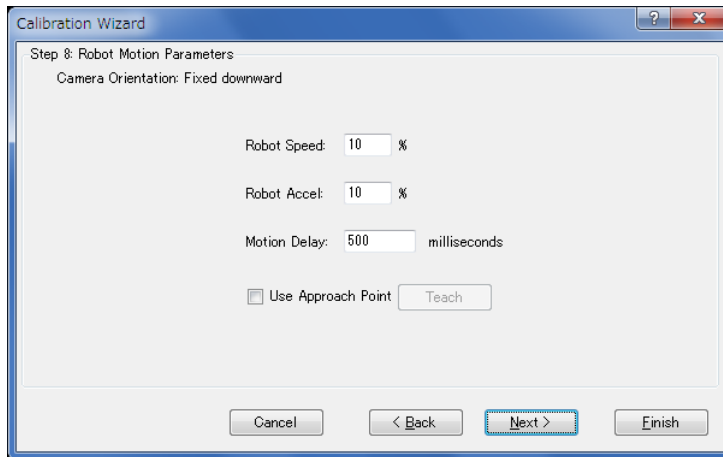 Calibration Wizard
?
X
Step 8: Robot Motion Parameters
Camera Orientation: Fixed downward
Robot Speed: 10 %
Robot Accel: 10 %
Motion Delay: 500 milliseconds
Use Approach Point Teach
Cancel < Back Next > Finish